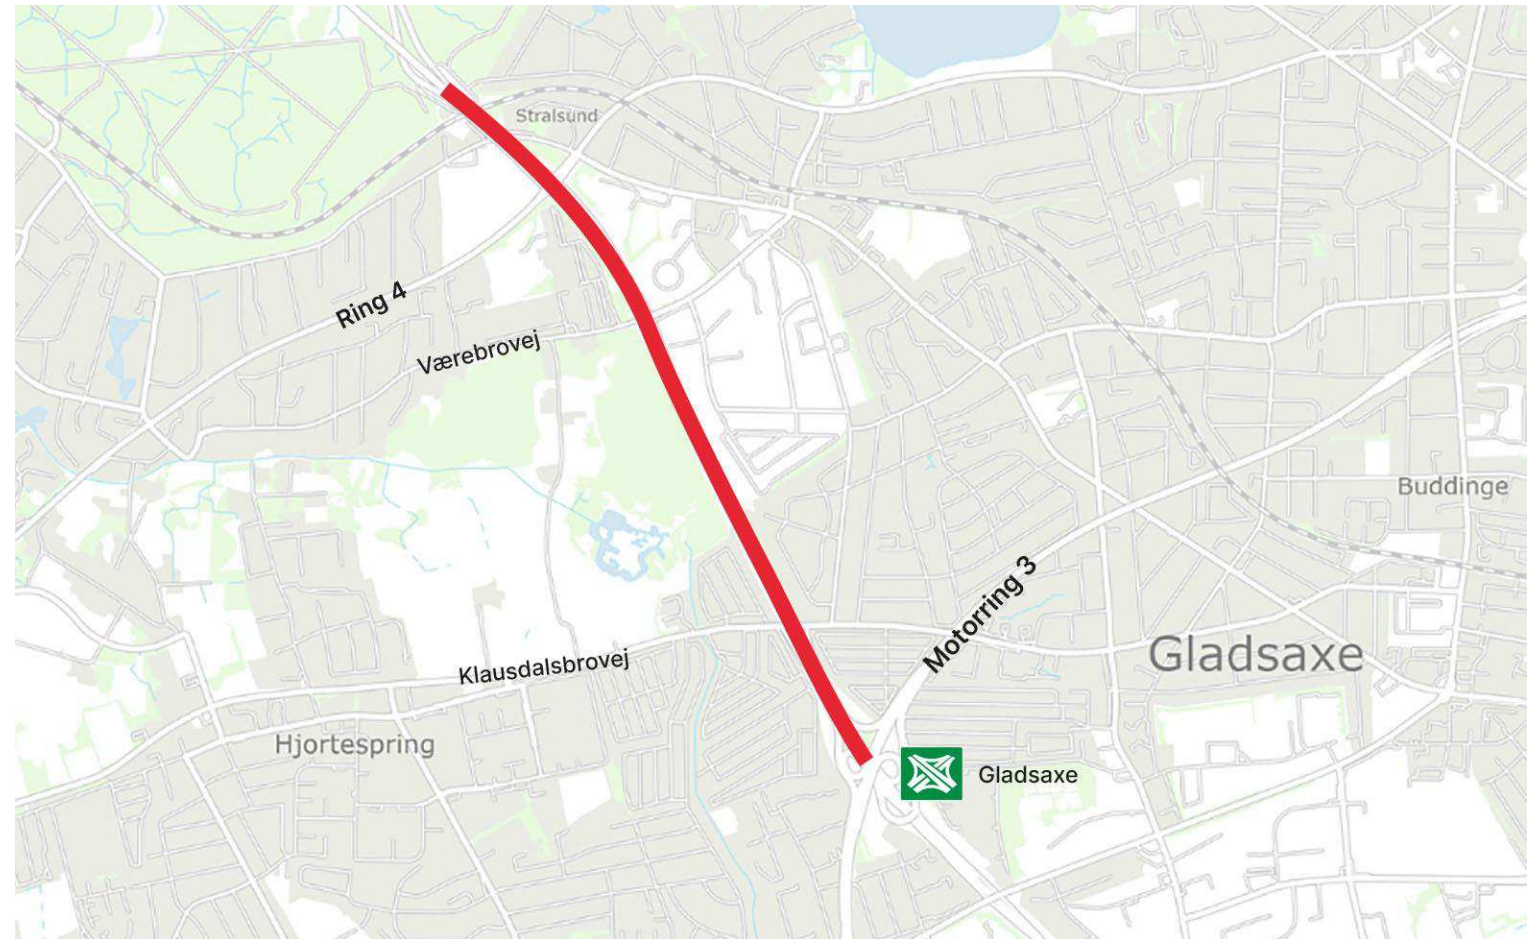 Stralsund
Ring 4
Værebrovej
Buddinge
Motorring 3
Gladsaxe
Klausdalsbrovej
Hjortespring
Gladsaxe